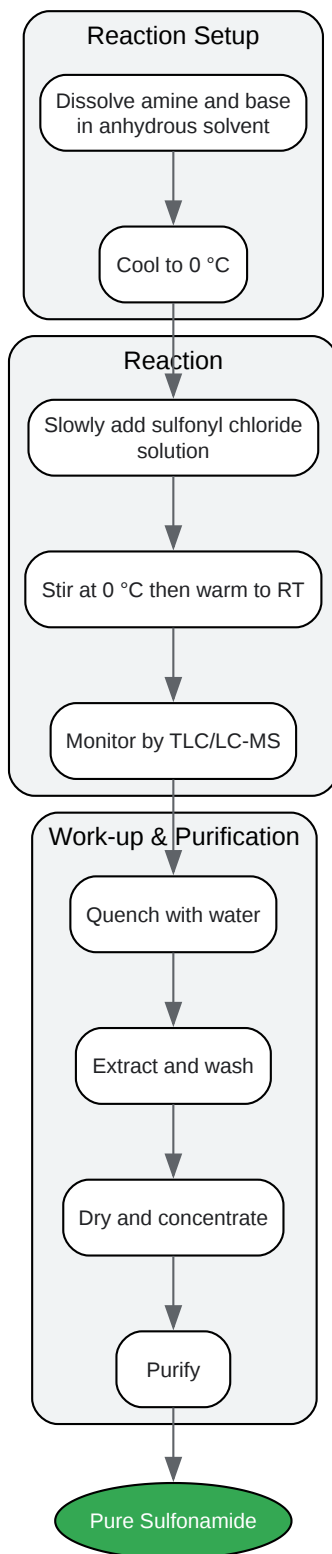 Reaction Setup
Dissolve amine and base
in anhydrous solvent
Cool to 0 °C
Reaction
Slowly add sulfonyl chloride
solution
Stir at 0 °C then warm to RT
Monitor by TLC/LC-MS
Work-up & Purification
Quench with water
Extract and wash
Dry and concentrate
Purify
Pure Sulfonamide